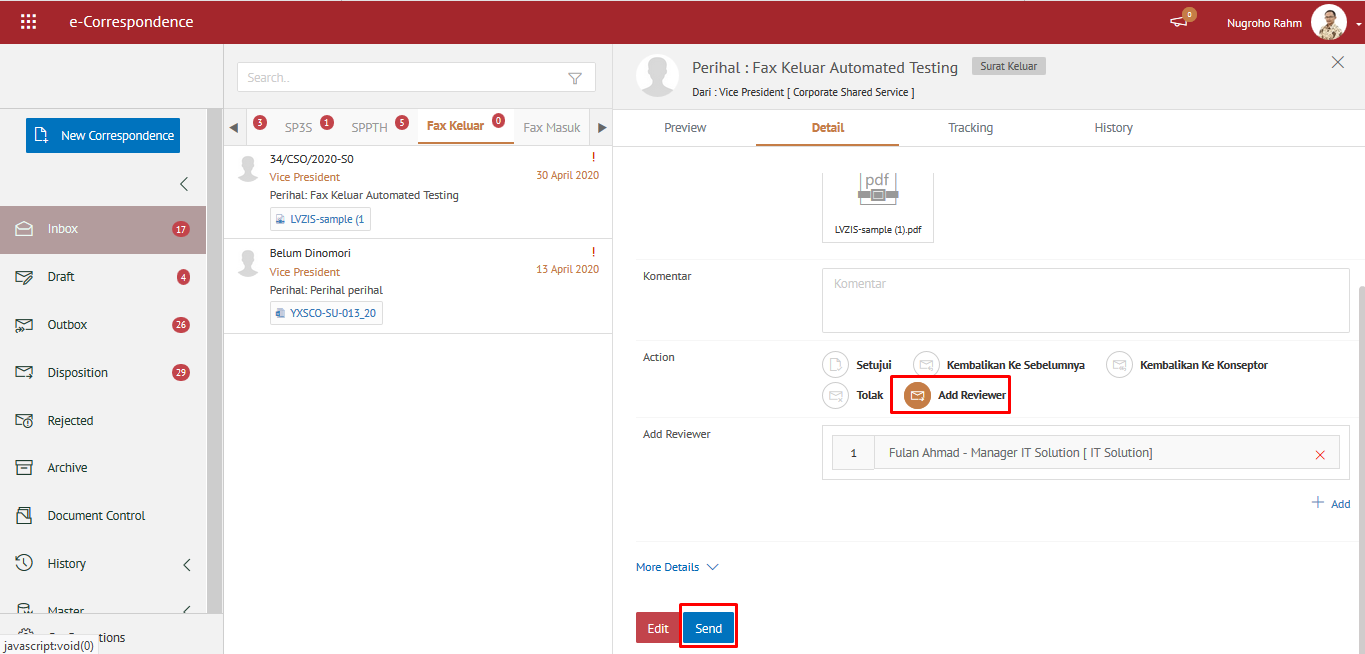 e-Correspondence
0
Nugroho Rahm
New Correspondence
Inbox 17
Draft 4
Outbox 26
Disposition 29
Rejected
Archive
Document Control
History
Master
tions
javascript:void(0)
Search..
3 SP3S 1 SPPTH 5 Fax Keluar 0 Fax Masuk
34/CSO/2020-S0 !
Vice President 30 April 2020
Perihal: Fax Keluar Automated Testing
LVZIS-sample (1
Belum Dinomori !
Vice President 13 April 2020
Perihal: Perihal perihal
YXSCO-SU-013_20
Perihal : Fax Keluar Automated Testing Surat Keluar
Dari : Vice President [ Corporate Shared Service ]
Preview Detail Tracking History
pdf
LVZIS-sample (1).pdf
Komentar
Komentar
Action
Setujui Kembalikan Ke Sebelumnya Kembalikan Ke Konseptor
Tolak Add Reviewer
Add Reviewer
1 Fulan Ahmad - Manager IT Solution [ IT Solution]
Add
More Details
Edit Send